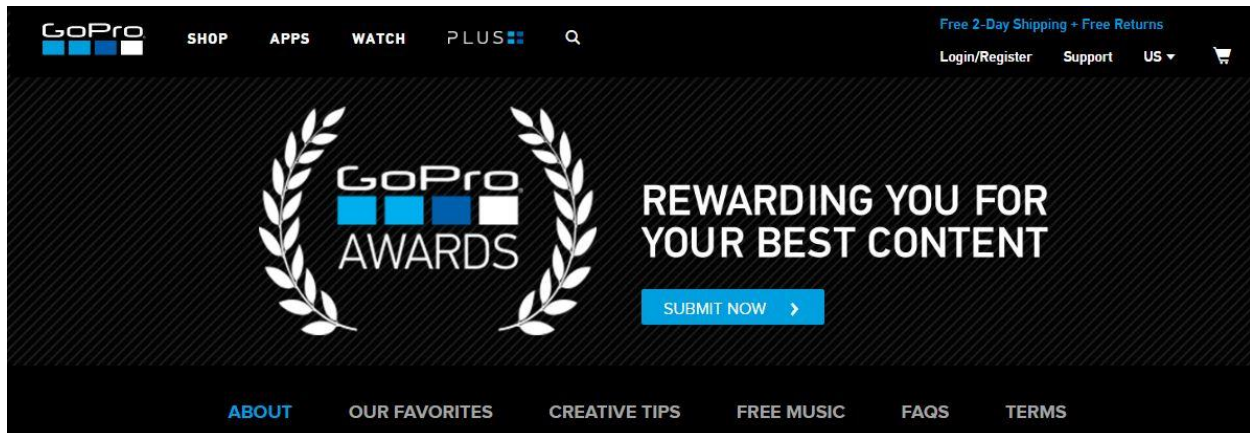 GoPro
SHOP APPS WATCH PLUS
Free 2-Day Shipping + Free Returns
Login/Register Support US
GoPro
AWARDS
REWARDING YOU FOR
YOUR BEST CONTENT
SUBMIT NOW
ABOUT OUR FAVORITES CREATIVE TIPS FREE MUSIC FAQS TERMS